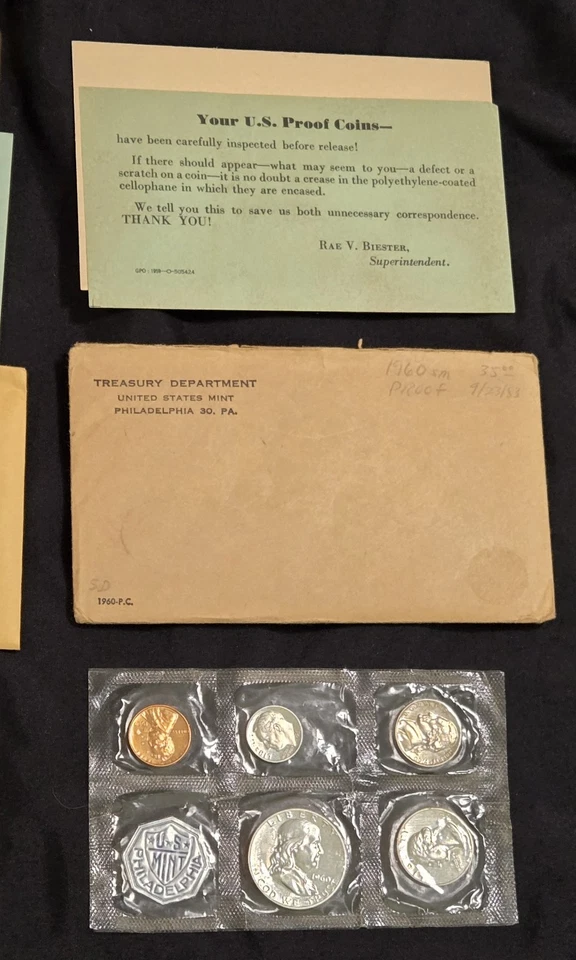 Your U.S. Proof Coins—
have been carefully inspected before release!
If there should appear—what may seem to you—a defect or a
scratch on a coin—it is no doubt a crease in the polyethylene-coated
cellophane in which they are encased.
We tell you this to save us both unnecessary correspondence.
THANK YOU!
RAE V. BIESTER,
Superintendent.
TREASURY DEPARTMENT
UNITED STATES MINT
PHILADELPHIA 30, PA.
1960 sm 35⁰⁰
PROOF
SD
1960-P.C.
LIBERTY
1960
U.S.
MINT
PHILADELPHIA